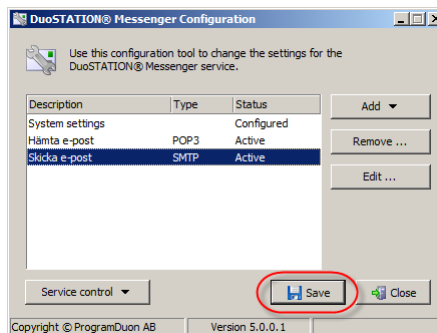 DuoSTATION® Messenger Configuration
Use this configuration tool to change the settings for the
DuoSTATION® Messenger service.
Description Type Status
System settings Configured
Hämta e-post POP3 Active
Skicka e-post SMTP Active
Add
Remove ...
Edit ...
Service control
Save
Close
Copyright © ProgramDuon AB Version 5.0.0.1